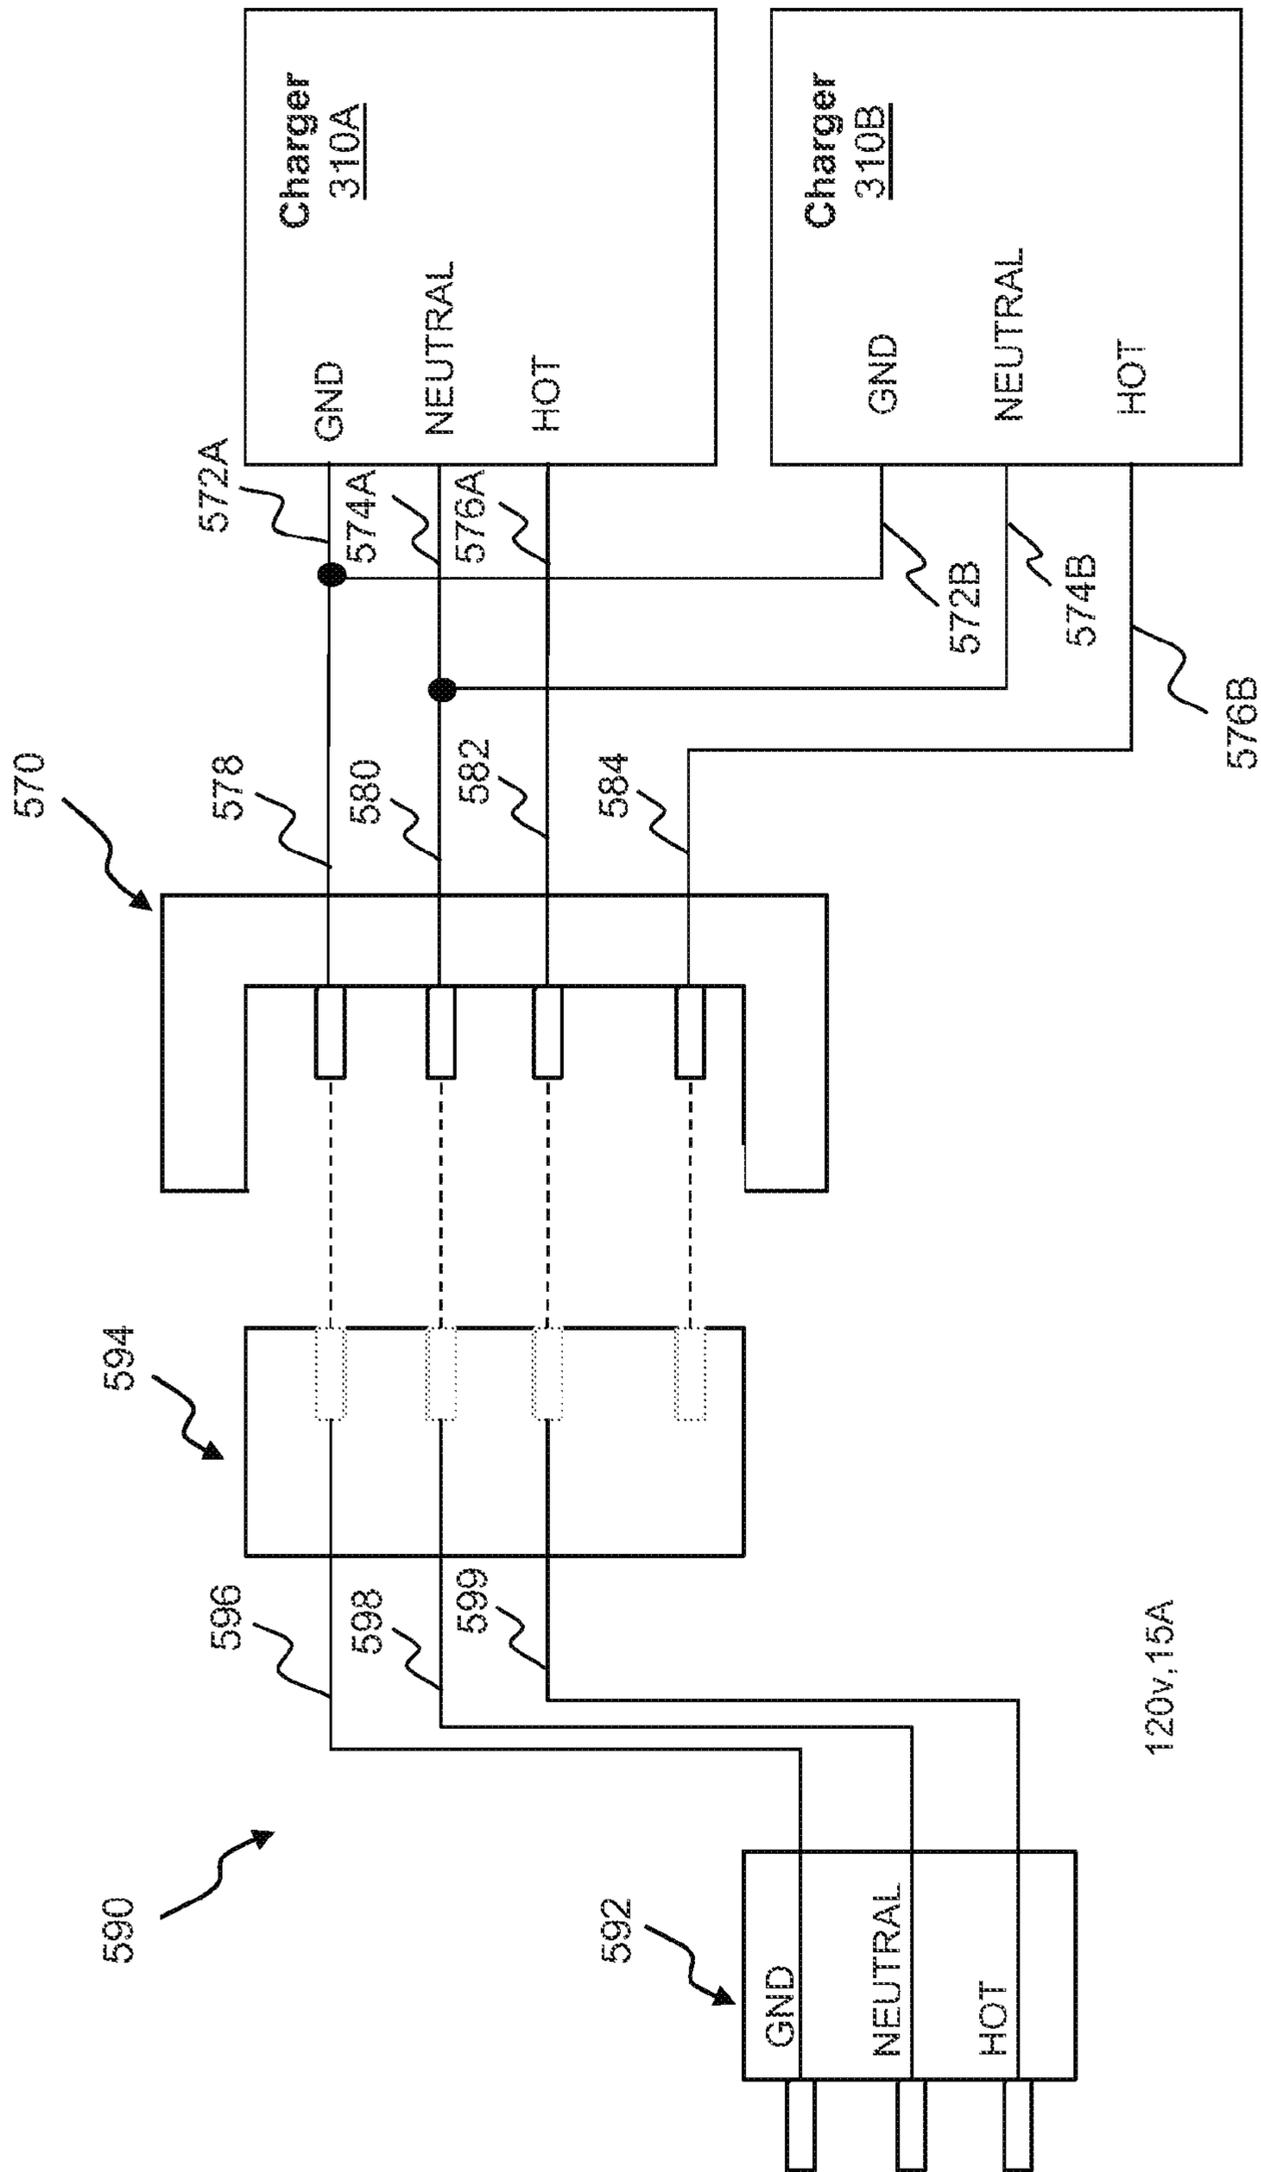 590
592
GND
NEUTRAL
HOT
120v,15A
596
598
599
594
570
578
580
582
584
572A
574A
576A
572B
574B
576B
Charger
310A
GND
NEUTRAL
HOT
Charger
310B
GND
NEUTRAL
HOT